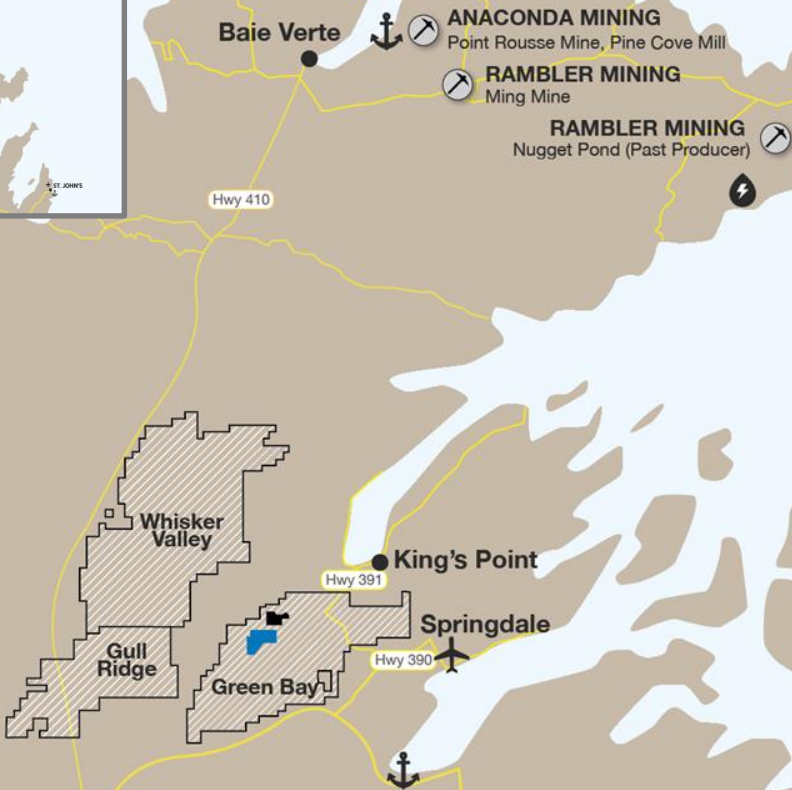 Baie Verte
ANACONDA MINING
Point Rousse Mine, Pine Cove Mill
RAMBLER MINING
Ming Mine
RAMBLER MINING
Nugget Pond (Past Producer)
ST. JOHN'S
Hwy 410
Whisker
Valley
King's Point
Hwy 391
Springdale
Gull
Ridge
Hwy 390
Green Bay